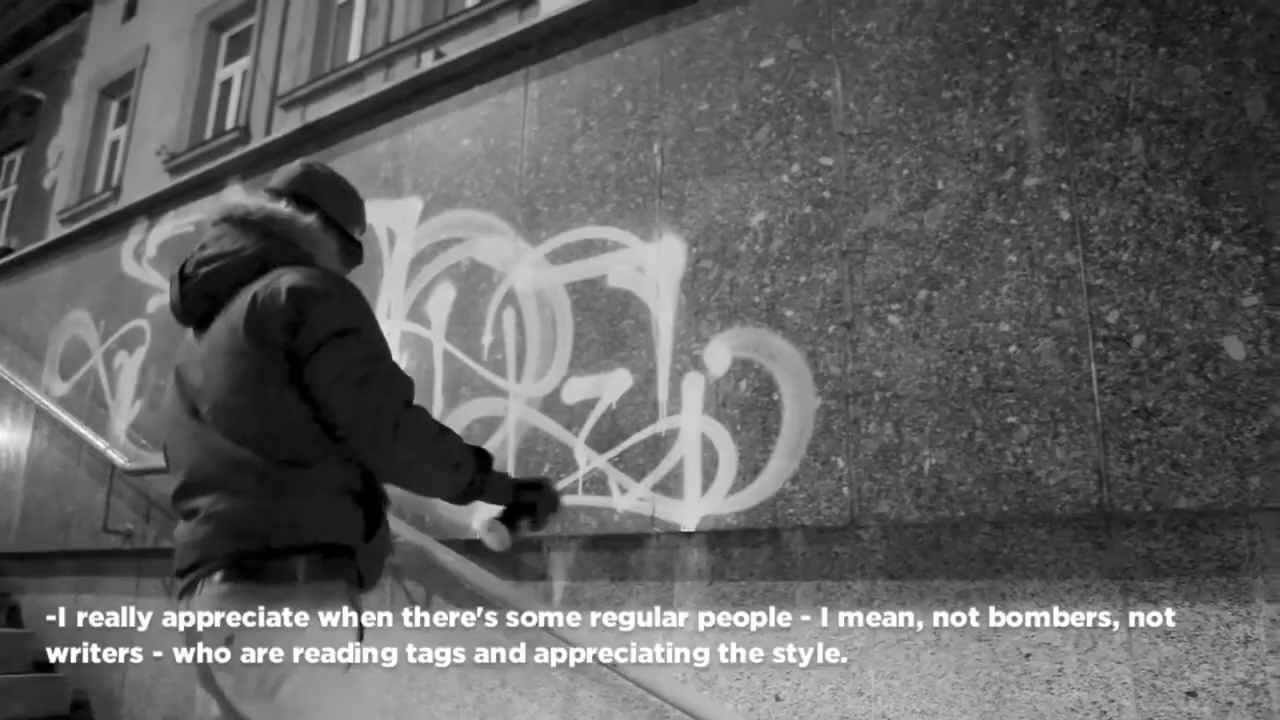 -I really appreciate when there's some regular people - I mean, not bombers, not
writers - who are reading tags and appreciating the style.